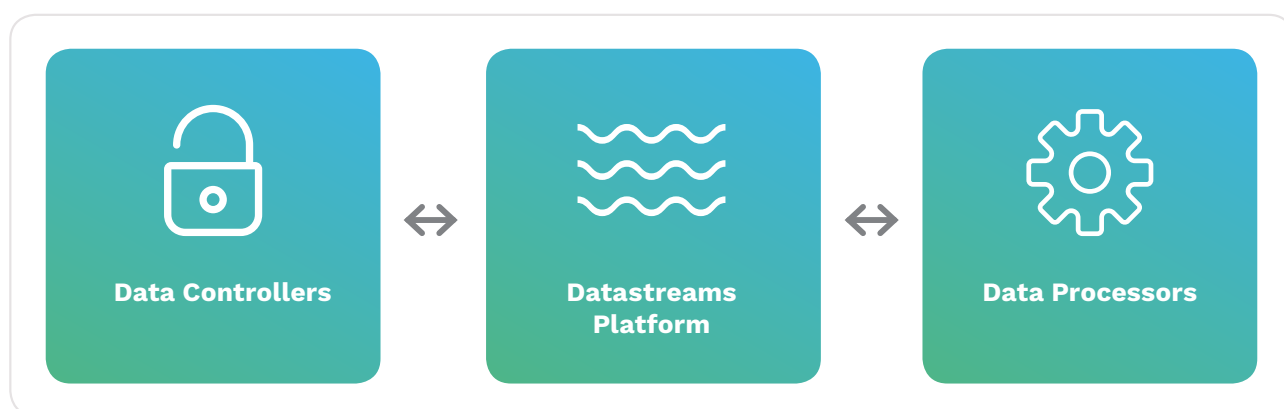 Data Controllers
Datastreams
Platform
Data Processors